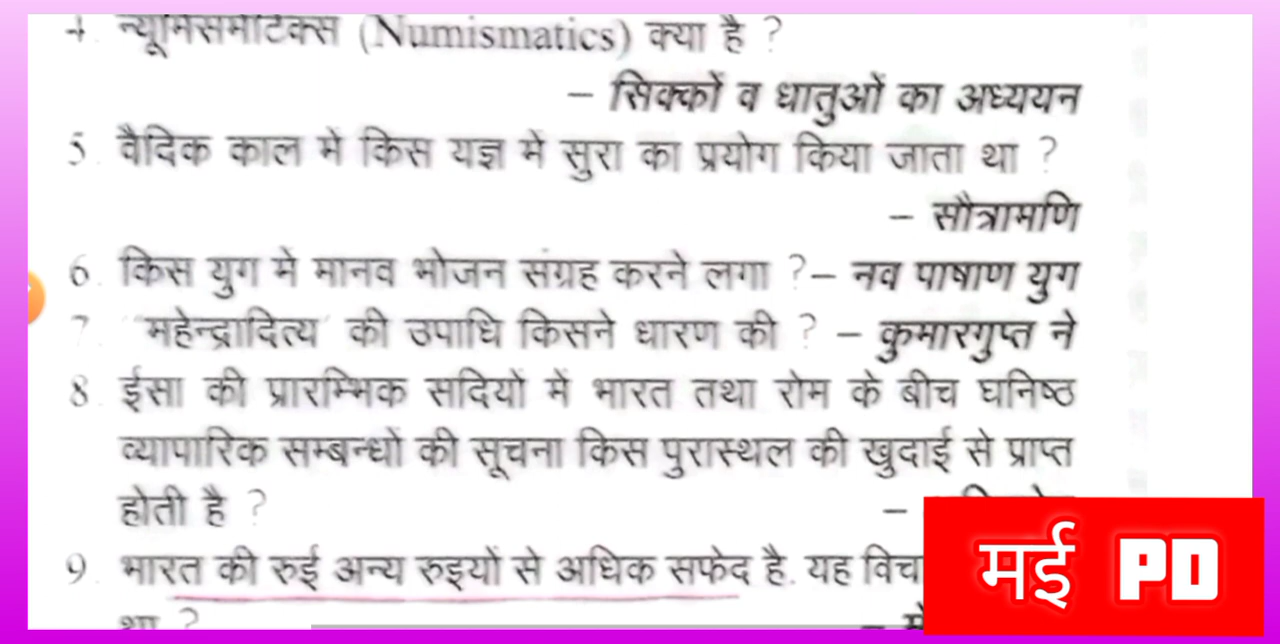 4. न्यूमिसमेटिक्स (Numismatics) क्या है ?
– सिक्कों व धातुओं का अध्ययन
5. वैदिक काल में किस यज्ञ में सुरा का प्रयोग किया जाता था ?
– सौत्रामणि
6. किस युग में मानव भोजन संग्रह करने लगा ?– नव पाषाण युग
7. 'महेन्द्रादित्य' की उपाधि किसने धारण की ? – कुमारगुप्त ने
8. ईसा की प्रारम्भिक सदियों में भारत तथा रोम के बीच घनिष्ठ
व्यापारिक सम्बन्धों की सूचना किस पुरास्थल की खुदाई से प्राप्त
होती है ? –
9. भारत की रुई अन्य रुइयों से अधिक सफेद है. यह विच
था ? –
मई PD